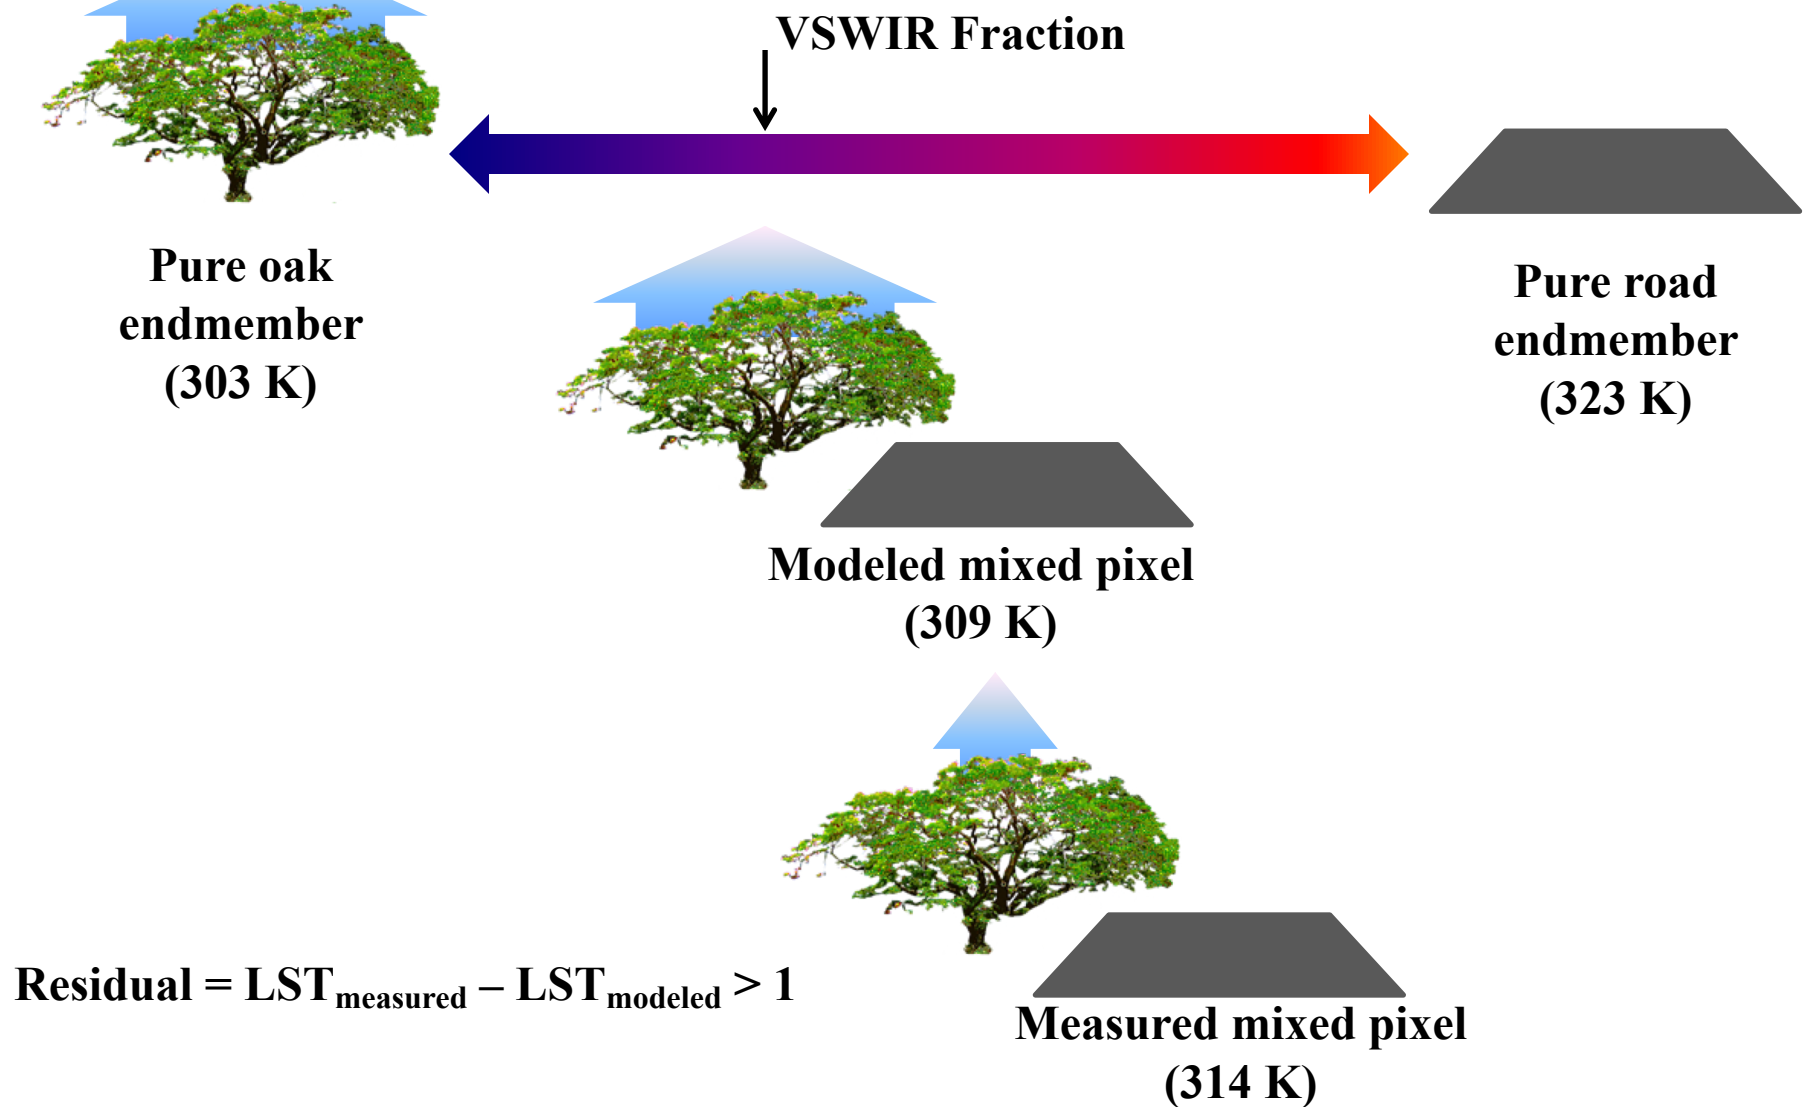 VSWIR Fraction
Pure oak
endmember
(303 K)
Pure road
endmember
(323 K)
Modeled mixed pixel
(309 K)
Residual = LSTmeasured – LSTmodeled > 1
Measured mixed pixel
(314 K)